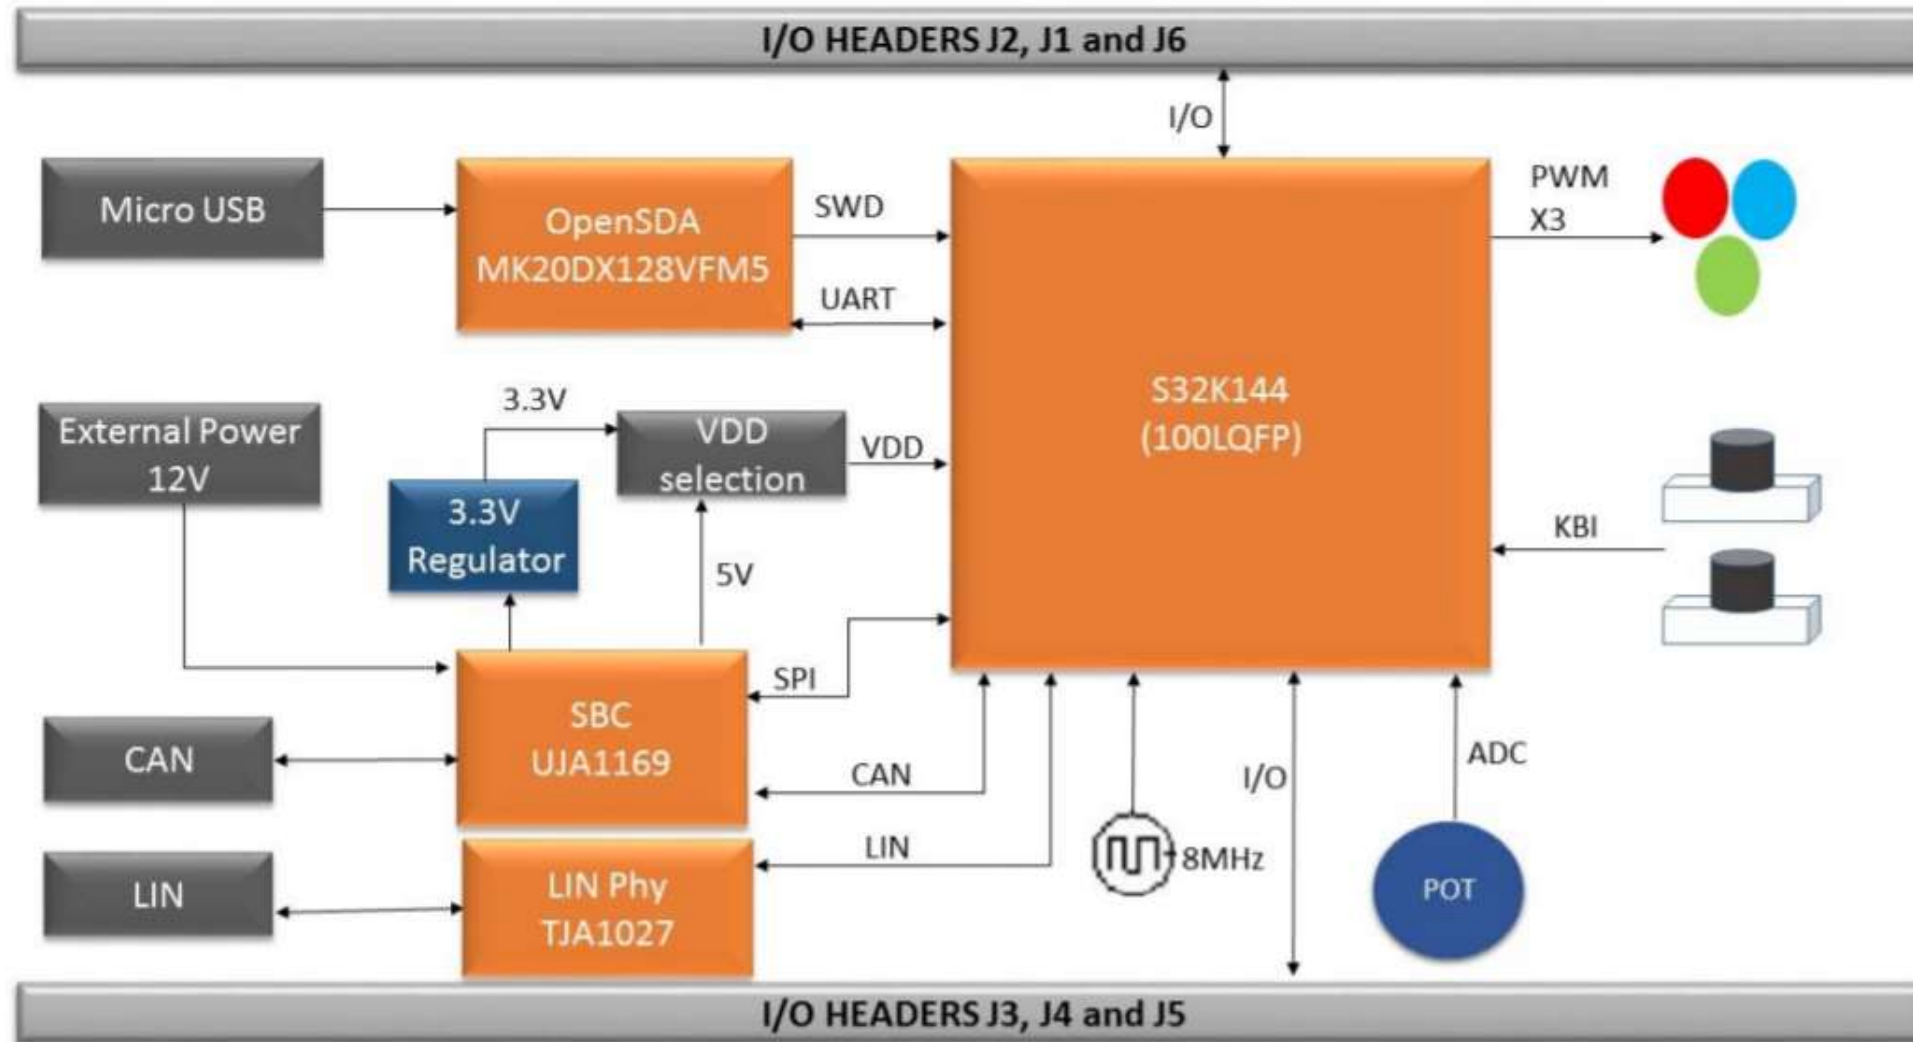 I/O HEADERS J2, J1 and J6
I/O
Micro USB
OpenSDA
MK20DX128VFM5
SWD
UART
PWM
X3
S32K144
(100LQFP)
External Power
12V
3.3V
VDD
selection
VDD
3.3V
Regulator
5V
KBI
SPI
SBC
UJA1169
CAN
CAN
LIN
LIN Phy
TJA1027
LIN
8MHz
I/O
ADC
POT
I/O HEADERS J3, J4 and J5